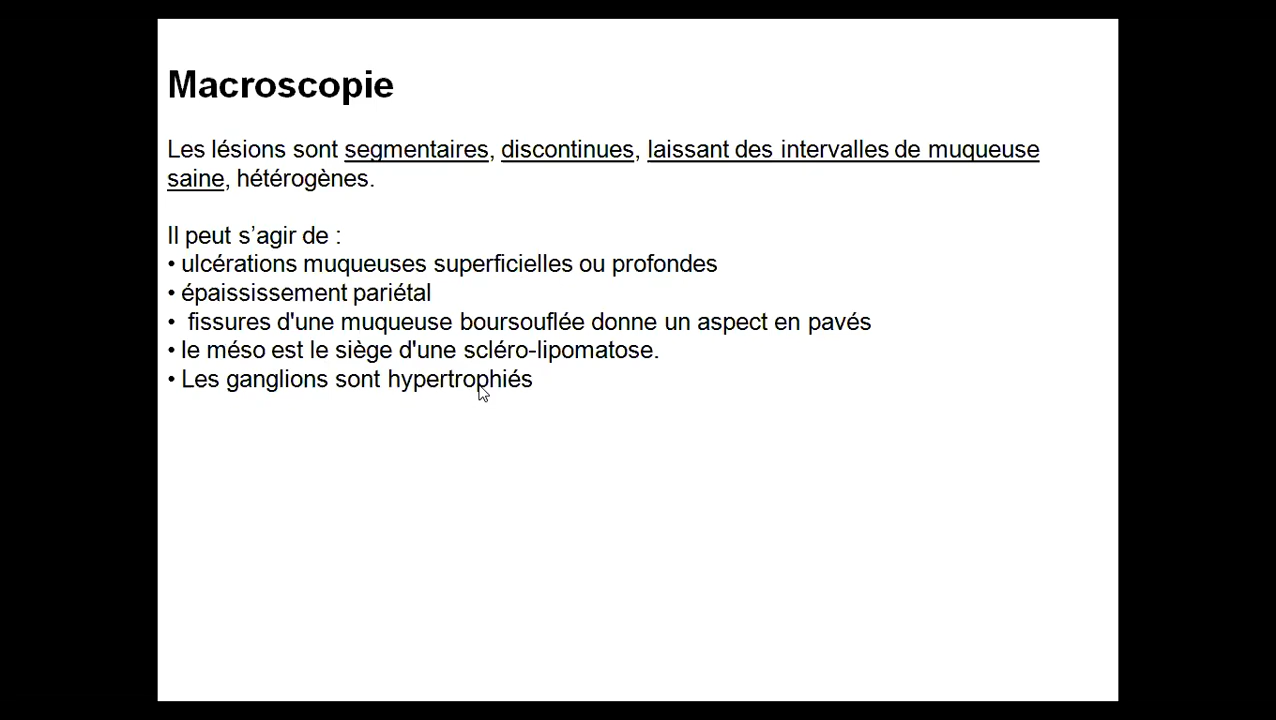 Macroscopie
Les lésions sont segmentaires, discontinues, laissant des intervalles de muqueuse
saine, hétérogènes.
Il peut s’agir de :
• ulcérations muqueuses superficielles ou profondes
• épaississement pariétal
•  fissures d'une muqueuse boursouflée donne un aspect en pavés
• le méso est le siège d'une scléro-lipomatose.
• Les ganglions sont hypertrophiés